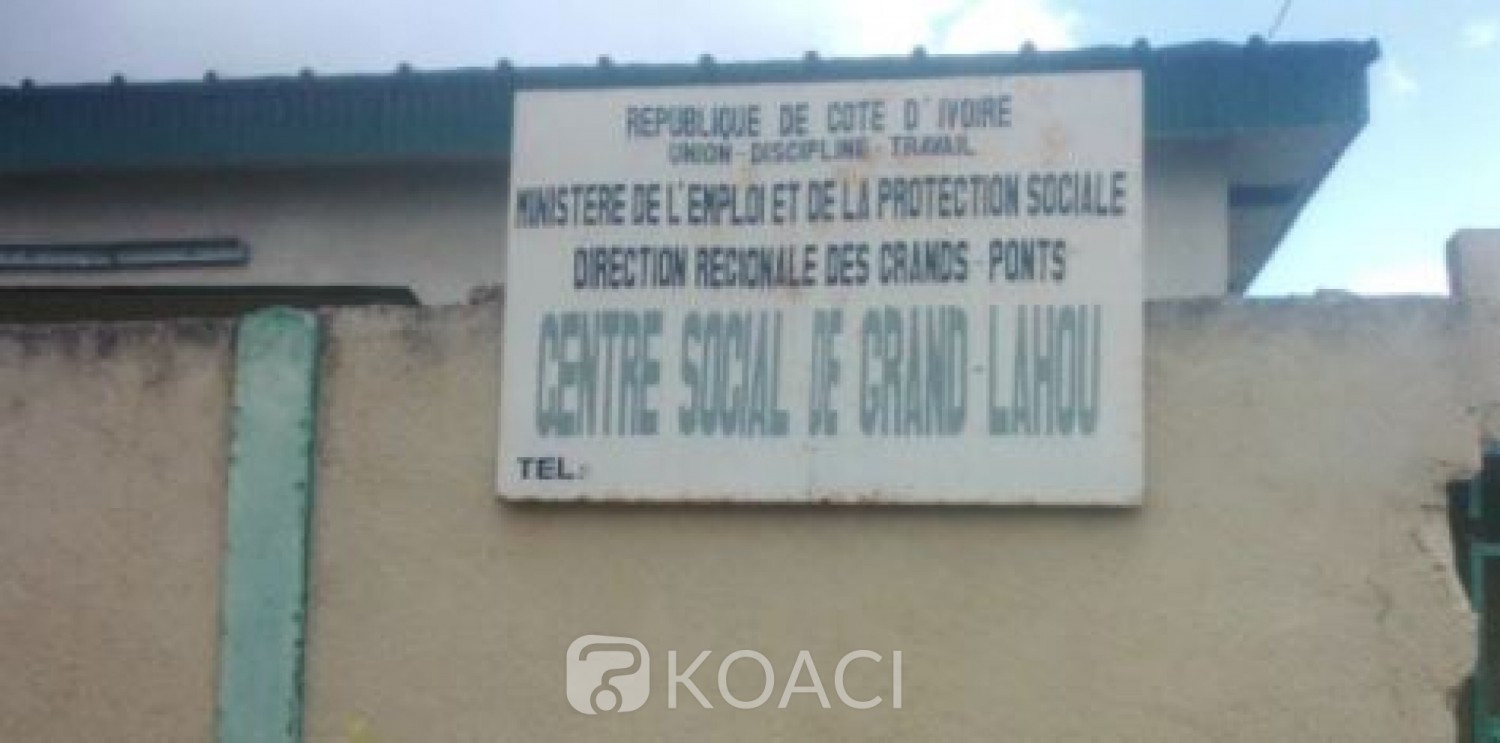 REPUBLIQUE DE COTE D'IVOIRE
UNION-DISCIPLINE-TRAVAIL
MINISTERE DE L'EMPLOI ET DE LA PROTECTION SOCIALE
DIRECTION REGIONALE DES GRANDS-PONTS
CENTRE SOCIAL DE GRAND-LAHOU
TEL:
KOACI